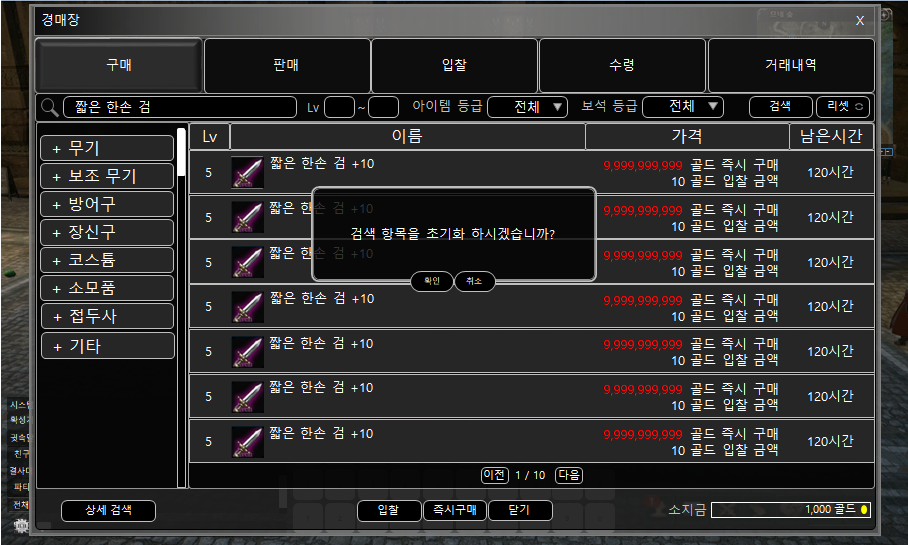 경매장
X
구매
판매
입찰
수령
거래내역
짧은 한손 검
Lv ~
아이템 등급 전체 ▼
보석 등급 전체 ▼
검색
리셋
+ 무기
+ 보조 무기
+ 방어구
+ 장신구
+ 코스튬
+ 소모품
+ 접두사
+ 기타
Lv 이름 가격 남은시간
5 짧은 한손 검 +10 9,999,999,999 골드 즉시 구매 120시간
10 골드 입찰 금액
5 짧은 한손 검 +10 9,999,999,999 골드 즉시 구매 120시간
10 골드 입찰 금액
검색 항목을 초기화 하시겠습니까?
확인 취소
5 짧은 한손 검 +10 9,999,999,999 골드 즉시 구매 120시간
10 골드 입찰 금액
5 짧은 한손 검 +10 9,999,999,999 골드 즉시 구매 120시간
10 골드 입찰 금액
5 짧은 한손 검 +10 9,999,999,999 골드 즉시 구매 120시간
10 골드 입찰 금액
5 짧은 한손 검 +10 9,999,999,999 골드 즉시 구매 120시간
10 골드 입찰 금액
5 짧은 한손 검 +10 9,999,999,999 골드 즉시 구매 120시간
10 골드 입찰 금액
이전 1 / 10 다음
상세 검색
입찰 즉시구매 닫기
소지금 1,000 골드
시스템
친구
파티
전체